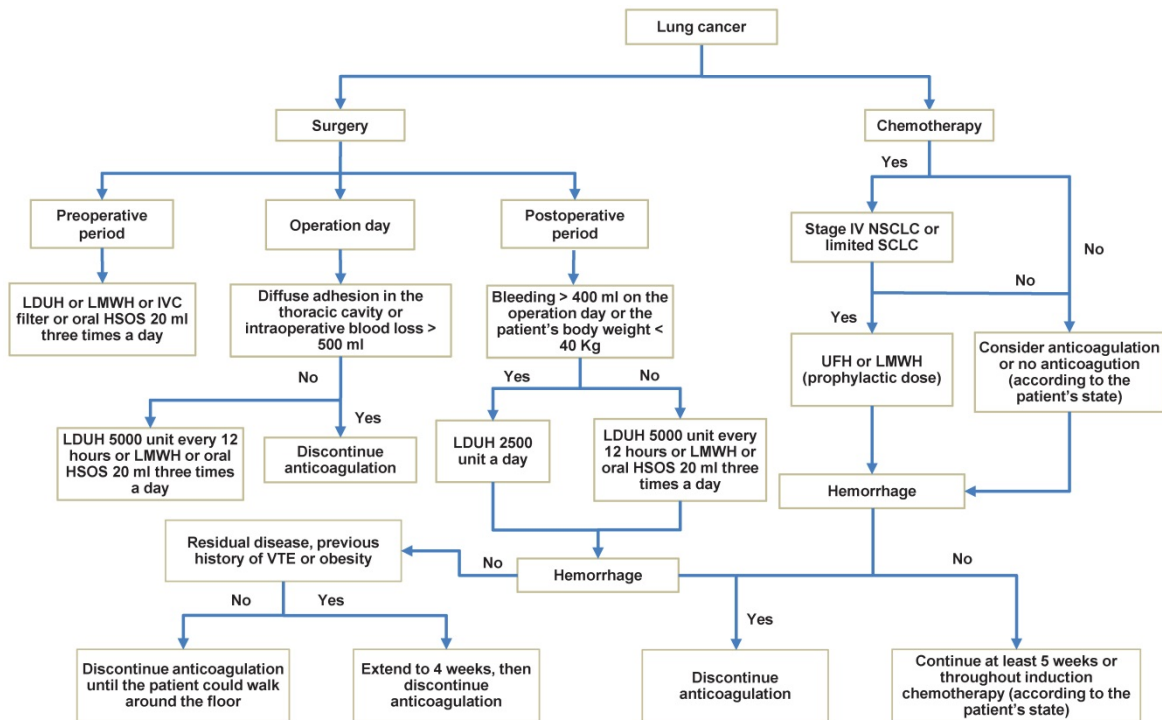 Lung cancer
Surgery
Chemotherapy
Yes
Preoperative
period
Operation day
Postoperative
period
Stage IV NSCLC or
limited SCLC
No
LDUH or LMWH or IVC
filter or oral HSOS 20 ml
three times a day
Diffuse adhesion in the
thoracic cavity or
intraoperative blood loss >
500 ml
Bleeding > 400 ml on the
operation day or the
patient's body weight <
40 Kg
No
Yes
UFH or LMWH
(prophylactic dose)
Consider anticoagulation
or no anticoagution
(according to the
patient's state)
No
Yes
Yes
No
LDUH 5000 unit every 12
hours or LMWH or oral
HSOS 20 ml three times
a day
Discontinue
anticoagulation
LDUH 2500
unit a day
LDUH 5000 unit every
12 hours or LMWH or
oral HSOS 20 ml three
times a day
Hemorrhage
Residual disease, previous
history of VTE or obesity
No
Hemorrhage
No
No
Yes
Yes
Discontinue anticoagulation
until the patient could walk
around the floor
Extend to 4 weeks, then
discontinue
anticoagulation
Discontinue
anticoagulation
Continue at least 5 weeks or
throughout induction
chemotherapy (according to the
patient's state)